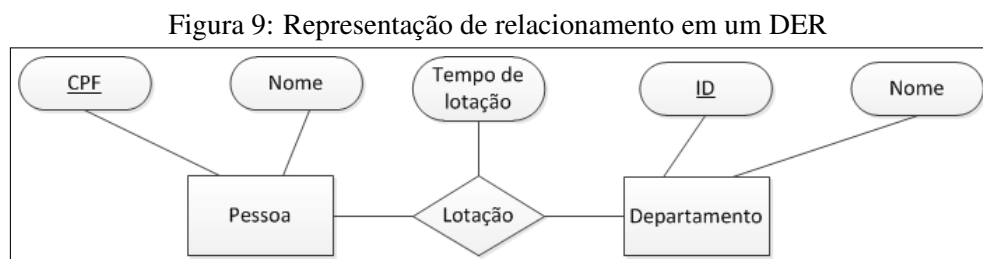 Figura 9: Representação de relacionamento em um DER
CPF
Nome
Tempo de
lotação
ID
Nome
Pessoa
Lotação
Departamento